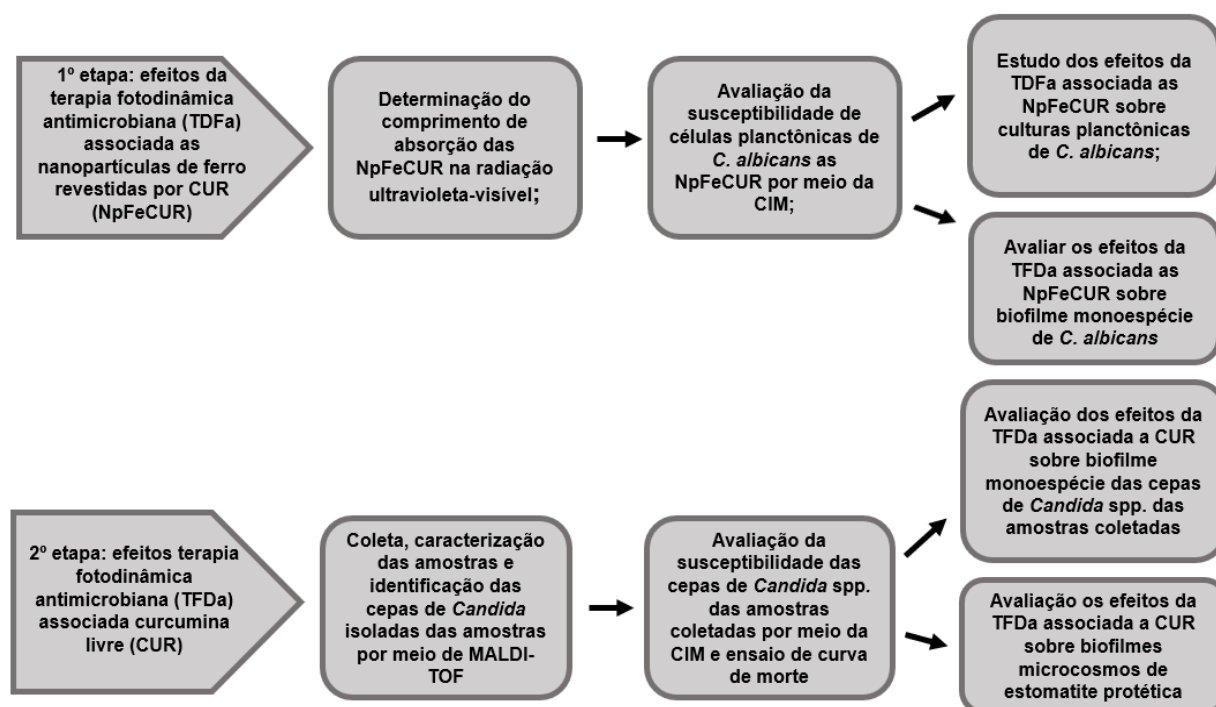 1º etapa: efeitos da
terapia fotodinâmica
antimicrobiana (TDFa)
associada as
nanopartículas de ferro
revestidas por CUR
(NpFeCUR)
Determinação do
comprimento de
absorção das
NpFeCUR na radiação
ultravioleta-visível;
Avaliação da
susceptibilidade de
células planctônicas de
C. albicans as
NpFeCUR por meio da
CIM;
Estudo dos efeitos da
TDFa associada as
NpFeCUR sobre
culturas planctônicas
de C. albicans;
Avaliar os efeitos da
TFDa associada as
NpFeCUR sobre
biofilme monoespécie
de C. albicans
2º etapa: efeitos terapia
fotodinâmica
antimicrobiana (TFDa)
associada curcumina
livre (CUR)
Coleta, caracterização
das amostras e
identificação das
cepas de Candida
isoladas das amostras
por meio de MALDI-
TOF
Avaliação da
susceptibilidade das
cepas de Candida spp.
das amostras
coletadas por meio da
CIM e ensaio de curva
de morte
Avaliação dos efeitos da
TFDa associada a CUR
sobre biofilme
monoespécie das cepas
de Candida spp. das
amostras coletadas
Avaliação os efeitos da
TFDa associada a CUR
sobre biofilmes
microcosmos de
estomatite protética